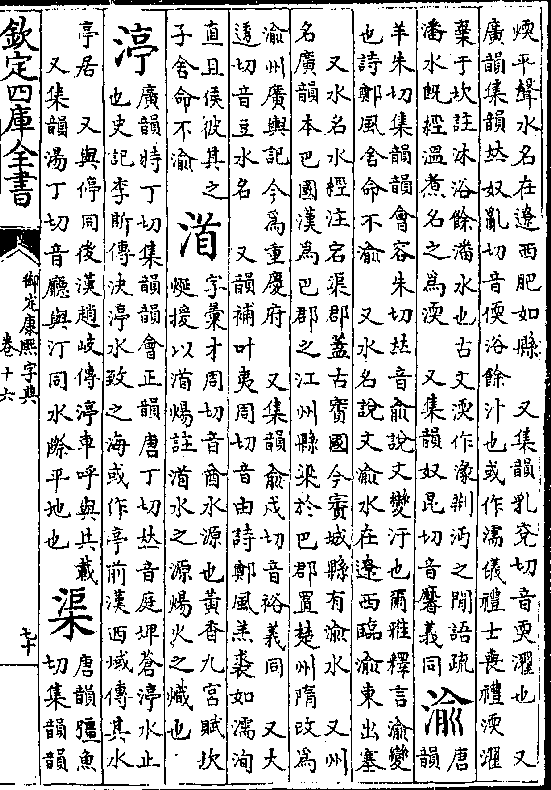 煗平聲水名在遼西肥如縣 又集韻乳兗切音耎濯也 又
廣韻集韻𠀤奴亂切音偄浴餘汁也或作濡儀禮士喪禮渜濯
棄于坎註沐浴餘潘水也古文渜作湪荆沔之閒語疏
潘水旣經溫煮名之爲渜 又集韻奴昆切音黁義同
渝
唐
韻
羊朱切集韻韻會容朱切𠀤音兪說文變汙也爾雅釋言渝變
也詩鄭風舍命不渝 又水名說文渝水在遼西臨渝東出塞
又水名水經注宕渠郡蓋古賨國今賨城縣有渝水 又州
名廣韻本巴國漢爲巴郡之江州縣梁於巴郡置楚州隋改爲
渝州廣輿記今爲重慶府 又集韻兪戍切音裕義同 又大
透切音豆水名 又韻補叶夷周切音由詩鄭風羔裘如濡洵
直且侯彼其之
子舍命不渝
渞
字彙才周切音酋水源也黃香九宮賦坎
烻援以渞煬註渞水之源煬火之熾也
渟
廣韻特丁切集韻韻會正韻唐丁切𠀤音庭埤蒼渟水止
也史記李斯傳決渟水致之海或作亭前漢西域傳其水
亭居 又與停同後漢趙岐傳渟車呼與共載
又集韻湯丁切音廳與汀同水際平地也
渠
唐韻彊魚
切集韻韻
欽定四庫全書
御定康熙字典
卷十六
七十